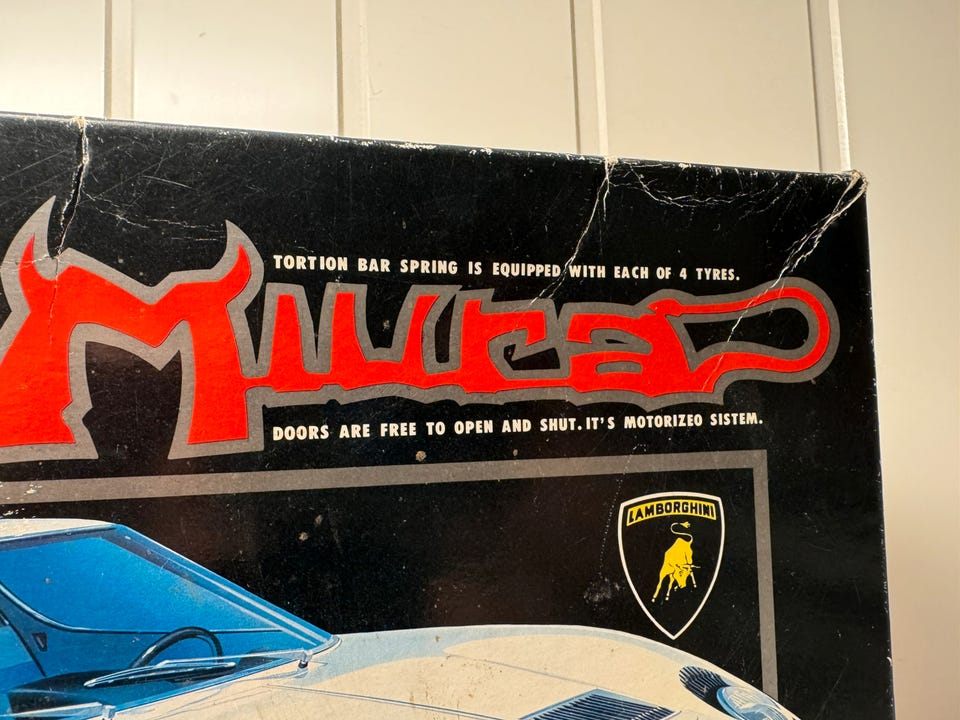 TORTION BAR SPRING IS EQUIPPED WITH EACH OF 4 TYRES.
Miura
DOORS ARE FREE TO OPEN AND SHUT. IT'S MOTORIZEO SISTEM.
LAMBORGHINI